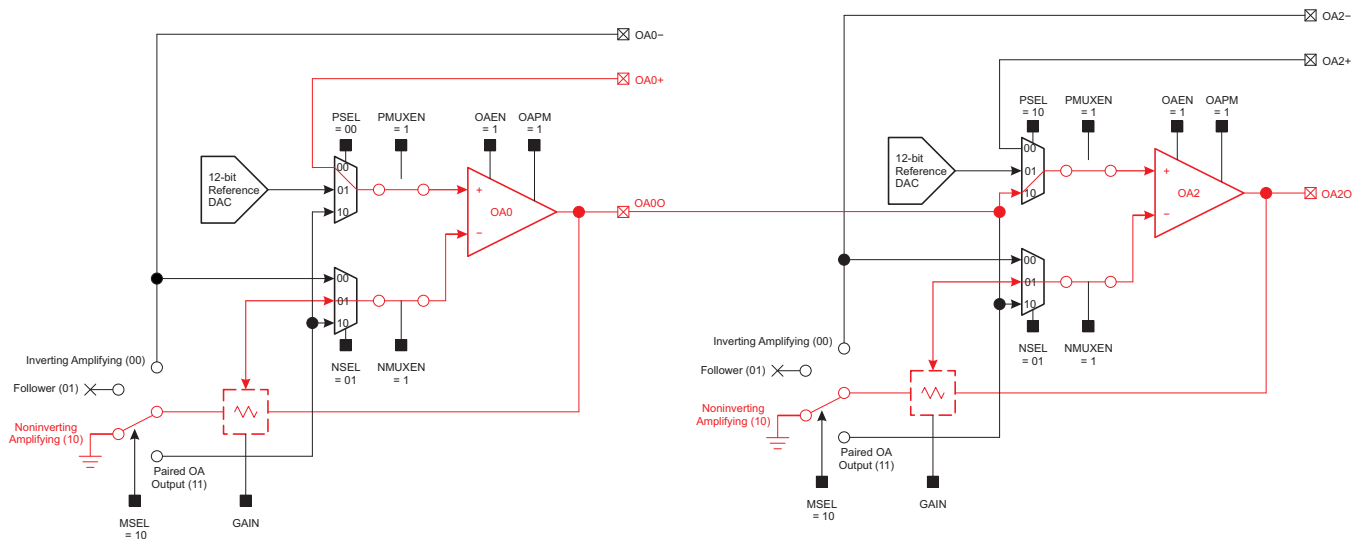 OA0−
OA0+
PSEL
= 00
PMUXEN
= 1
OAEN
= 1
OAPM
= 1
12-bit
Reference
DAC
00
01
10
+
−
OA0
OA0O
00
01
10
NSEL
= 01
NMUXEN
= 1
Inverting Amplifying (00)
Follower (01)
Noninverting
Amplifying (10)
Paired OA
Output (11)
MSEL
= 10
GAIN
OA2−
OA2+
PSEL
= 10
PMUXEN
= 1
OAEN
= 1
OAPM
= 1
12-bit
Reference
DAC
00
01
10
+
−
OA2
OA2O
00
01
10
NSEL
= 01
NMUXEN
= 1
Inverting Amplifying (00)
Follower (01)
Noninverting
Amplifying (10)
Paired OA
Output (11)
MSEL
= 10
GAIN